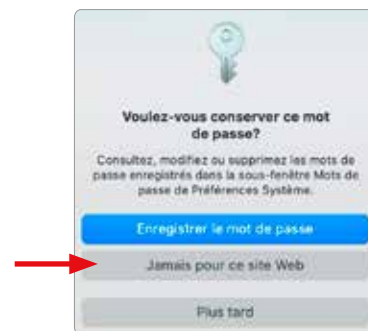 Voulez-vous conserver ce mot
de passe?
Consultez, modifiez ou supprimez les mots de
passe enregistrés dans la sous-fenêtre Mots de
passe de Préférences Système.
Enregistrer le mot de passe
Jamais pour ce site Web
Plus tard